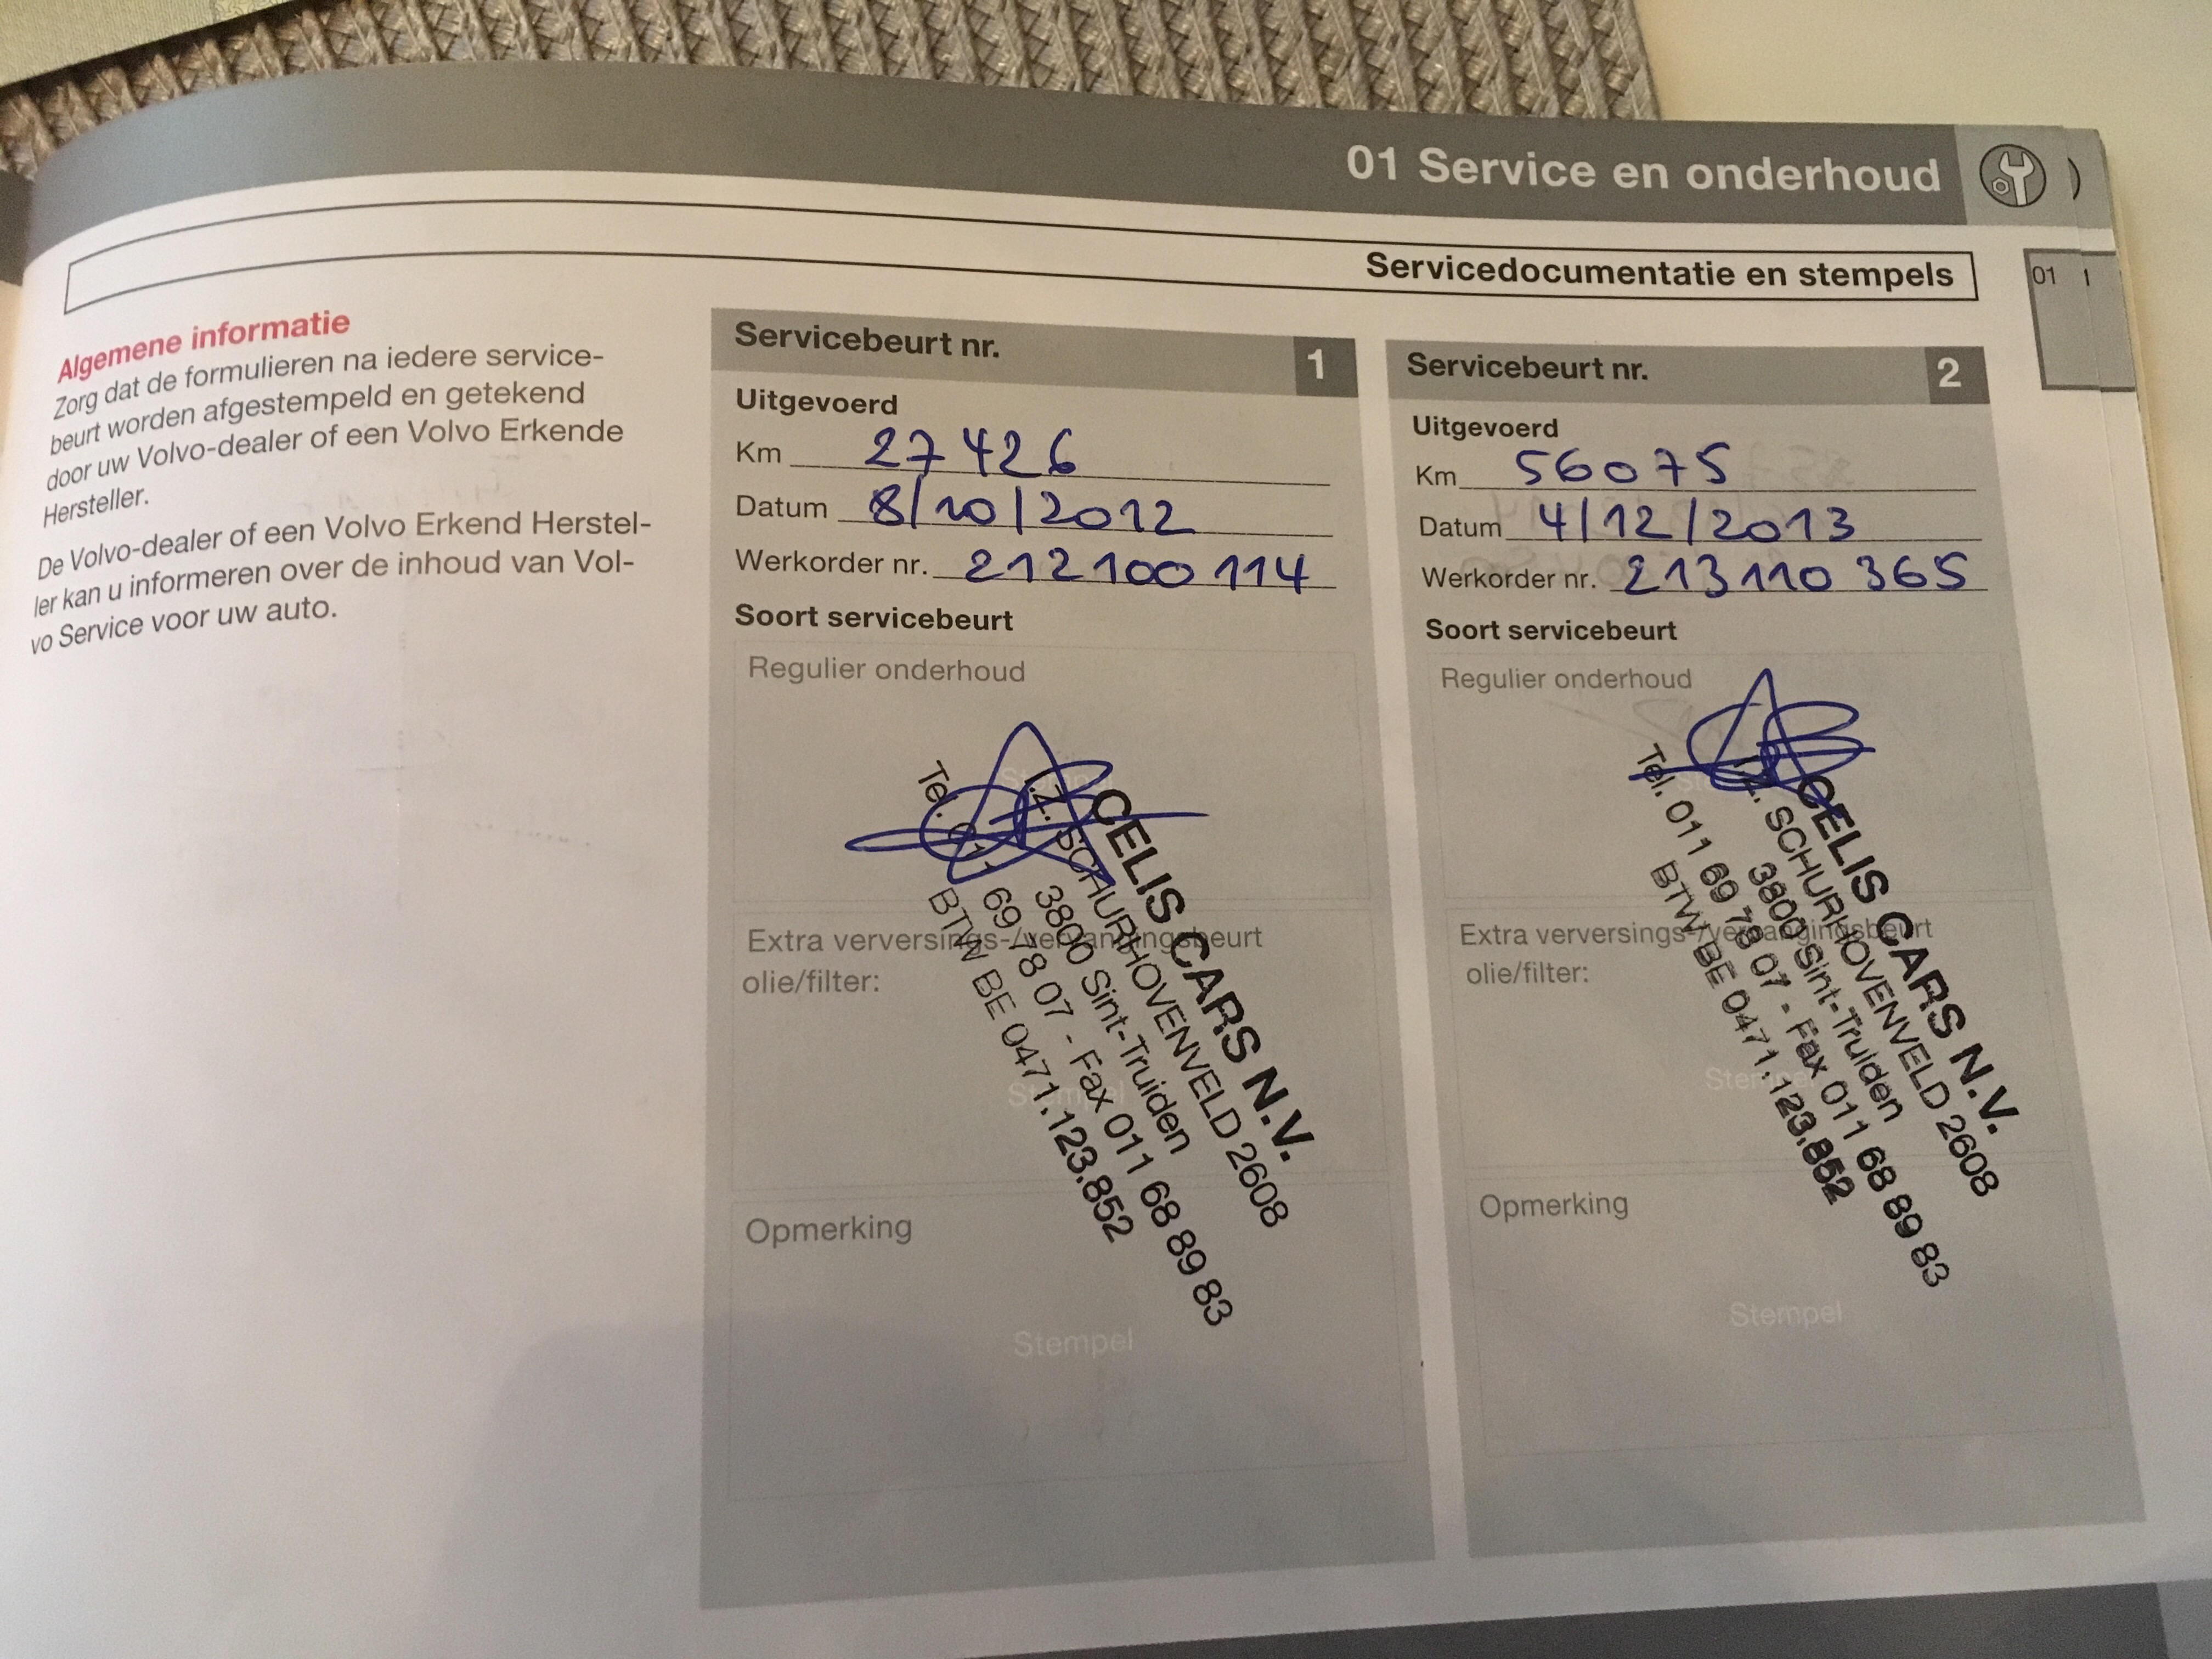 01 Service en onderhoud
Servicedocumentatie en stempels
01
Algemene informatie
Zorg dat de formulieren na iedere service-
beurt worden afgestempeld en getekend
door uw Volvo-dealer of een Volvo Erkende
Hersteller.
De Volvo-dealer of een Volvo Erkend Herstel-
ler kan u informeren over de inhoud van Vol-
vo Service voor uw auto.
Servicebeurt nr. 1
Uitgevoerd
Km 27426
Datum 8/10/2012
Werkorder nr. 212100114
Soort servicebeurt
Regulier onderhoud
Stempel
CELIS CARS N.V.
I.Z. SCHURHOVENVELD 2608
3800 Sint-Truiden
Tel. 011 69 78 07 - Fax 011 68 89 83
BTW BE 0471.123.852
Extra verversings-/vervangingsbeurt
olie/filter:
Stempel
Opmerking
Stempel
Servicebeurt nr. 2
Uitgevoerd
Km 56075
Datum 4/12/2013
Werkorder nr. 213110365
Soort servicebeurt
Regulier onderhoud
Stempel
CELIS CARS N.V.
I.Z. SCHURHOVENVELD 2608
3800 Sint-Truiden
Tel. 011 69 78 07 - Fax 011 68 89 83
BTW BE 0471.123.852
Extra verversings-/vervangingsbeurt
olie/filter:
Stempel
Opmerking
Stempel